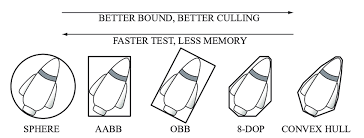 BETTER BOUND, BETTER CULLING
FASTER TEST, LESS MEMORY
SPHERE AABB OBB 8-DOP CONVEX HULL